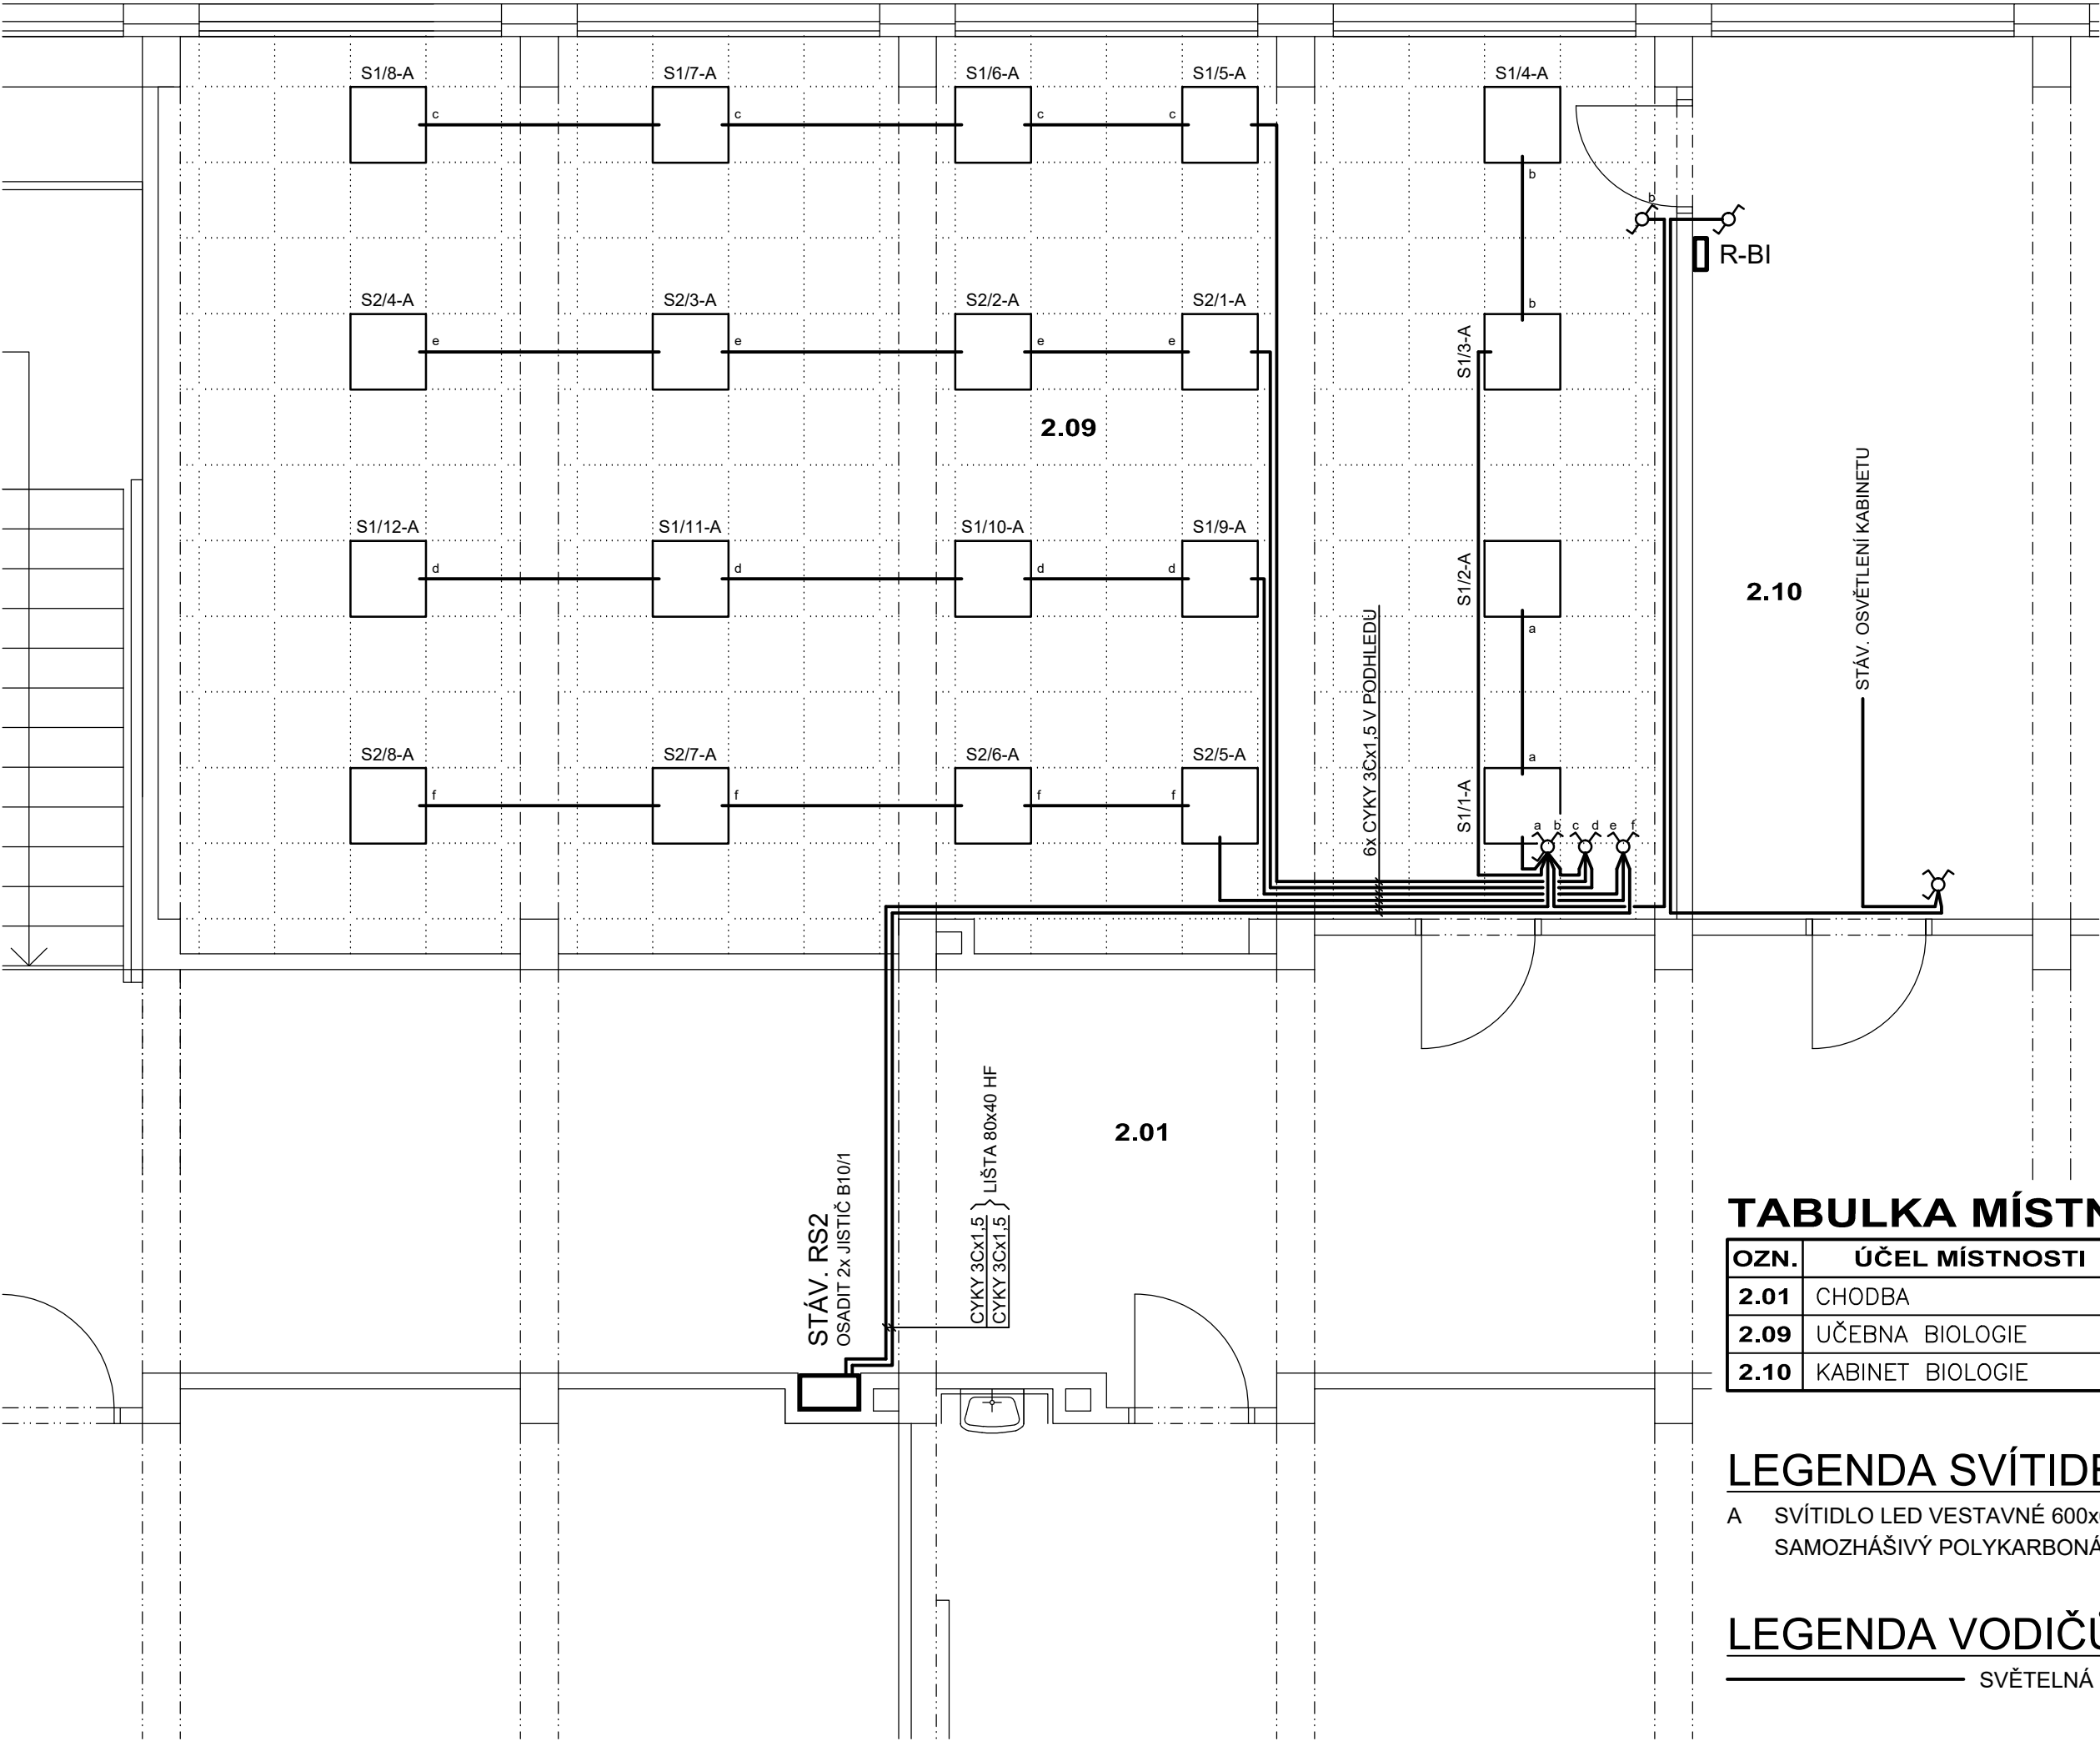 S1/8-A
S1/7-A
S1/6-A
S1/5-A
S1/4-A
c
c
c
c
b
b
R-BI
S2/4-A
S2/3-A
S2/2-A
S2/1-A
b
S1/3-A
e
e
e
e
2.09
STÁV. OSVĚTLENÍ KABINETU
S1/12-A
S1/11-A
S1/10-A
S1/9-A
S1/2-A
d
d
d
d
2.10
a
6x CYKY 3Cx1,5 V PODHLEDU
S2/8-A
S2/7-A
S2/6-A
S2/5-A
a
S1/1-A
f
f
f
f
a b c d e f
LIŠTA 80x40 HF
CYKY 3Cx1,5
CYKY 3Cx1,5
2.01
STÁV. RS2
OSADIT 2x JISTIČ B10/1
TABULKA MÍSTN
OZN. ÚČEL MÍSTNOSTI
2.01 CHODBA
2.09 UČEBNA BIOLOGIE
2.10 KABINET BIOLOGIE
LEGENDA SVÍTIDE
A SVÍTIDLO LED VESTAVNÉ 600x
SAMOZHÁŠIVÝ POLYKARBONÁ
LEGENDA VODIČŮ
SVĚTELNÁ